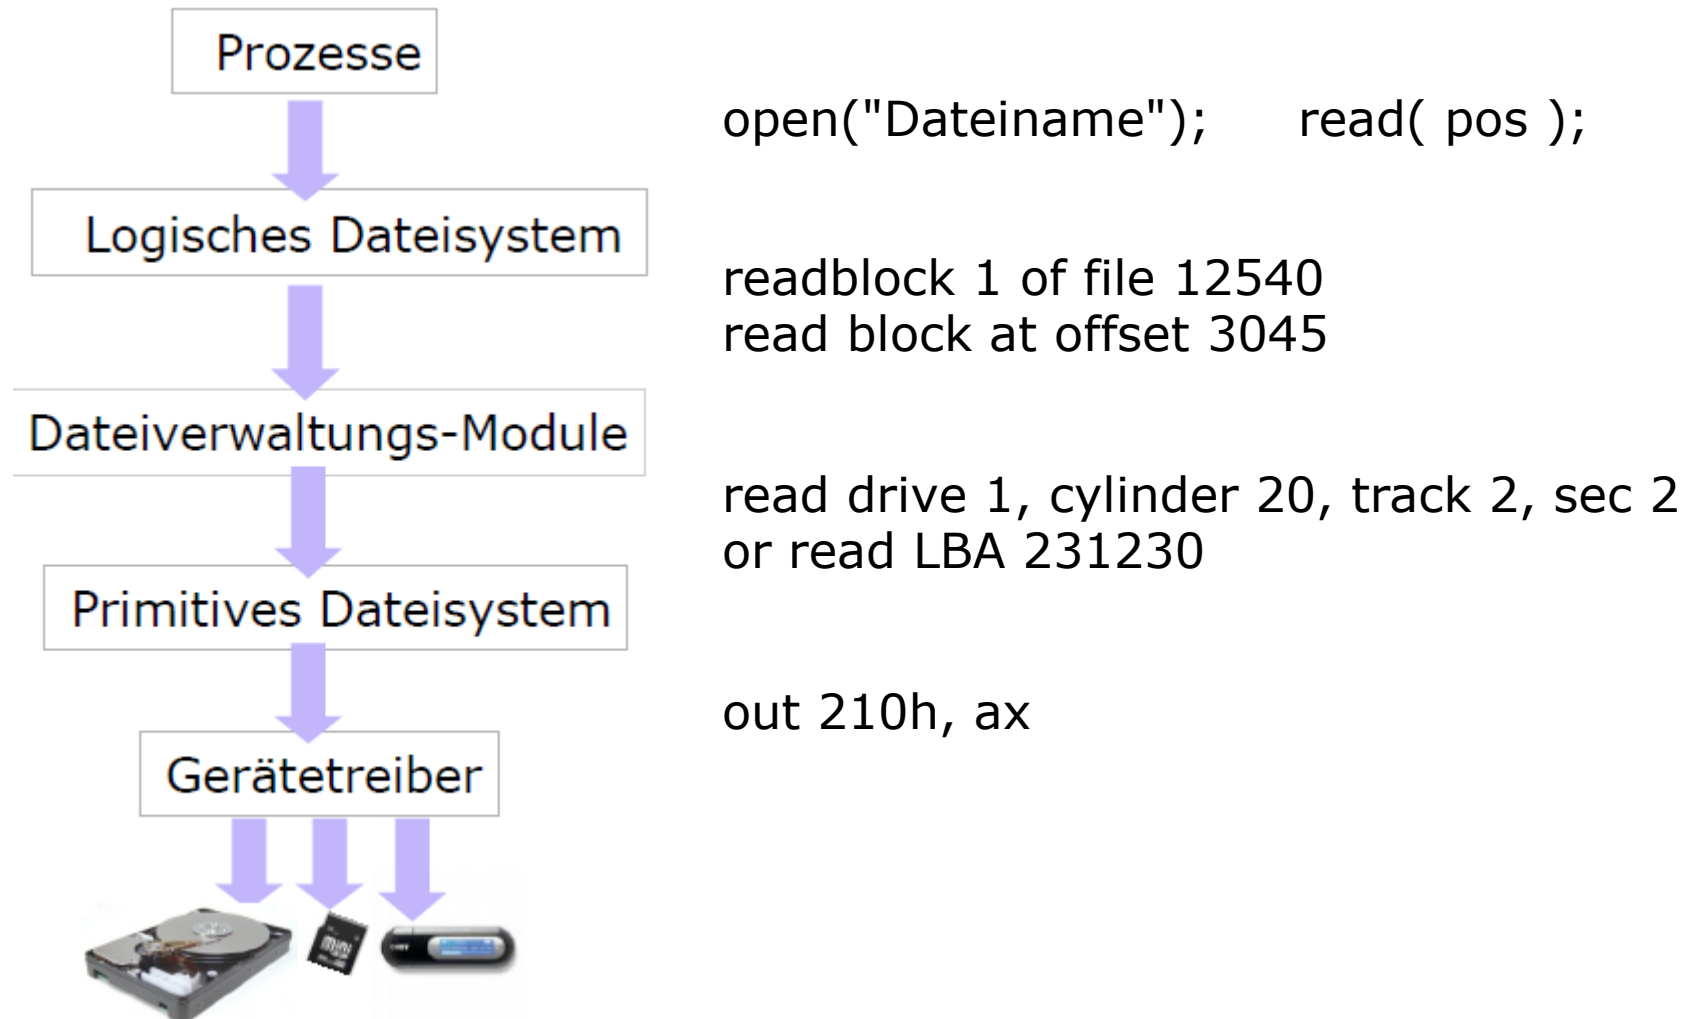 Prozesse
open("Dateiname"); read( pos );
Logisches Dateisystem
readblock 1 of file 12540
read block at offset 3045
Dateiverwaltungs-Module
read drive 1, cylinder 20, track 2, sec 2
or read LBA 231230
Primitives Dateisystem
out 210h, ax
Gerätetreiber
mini